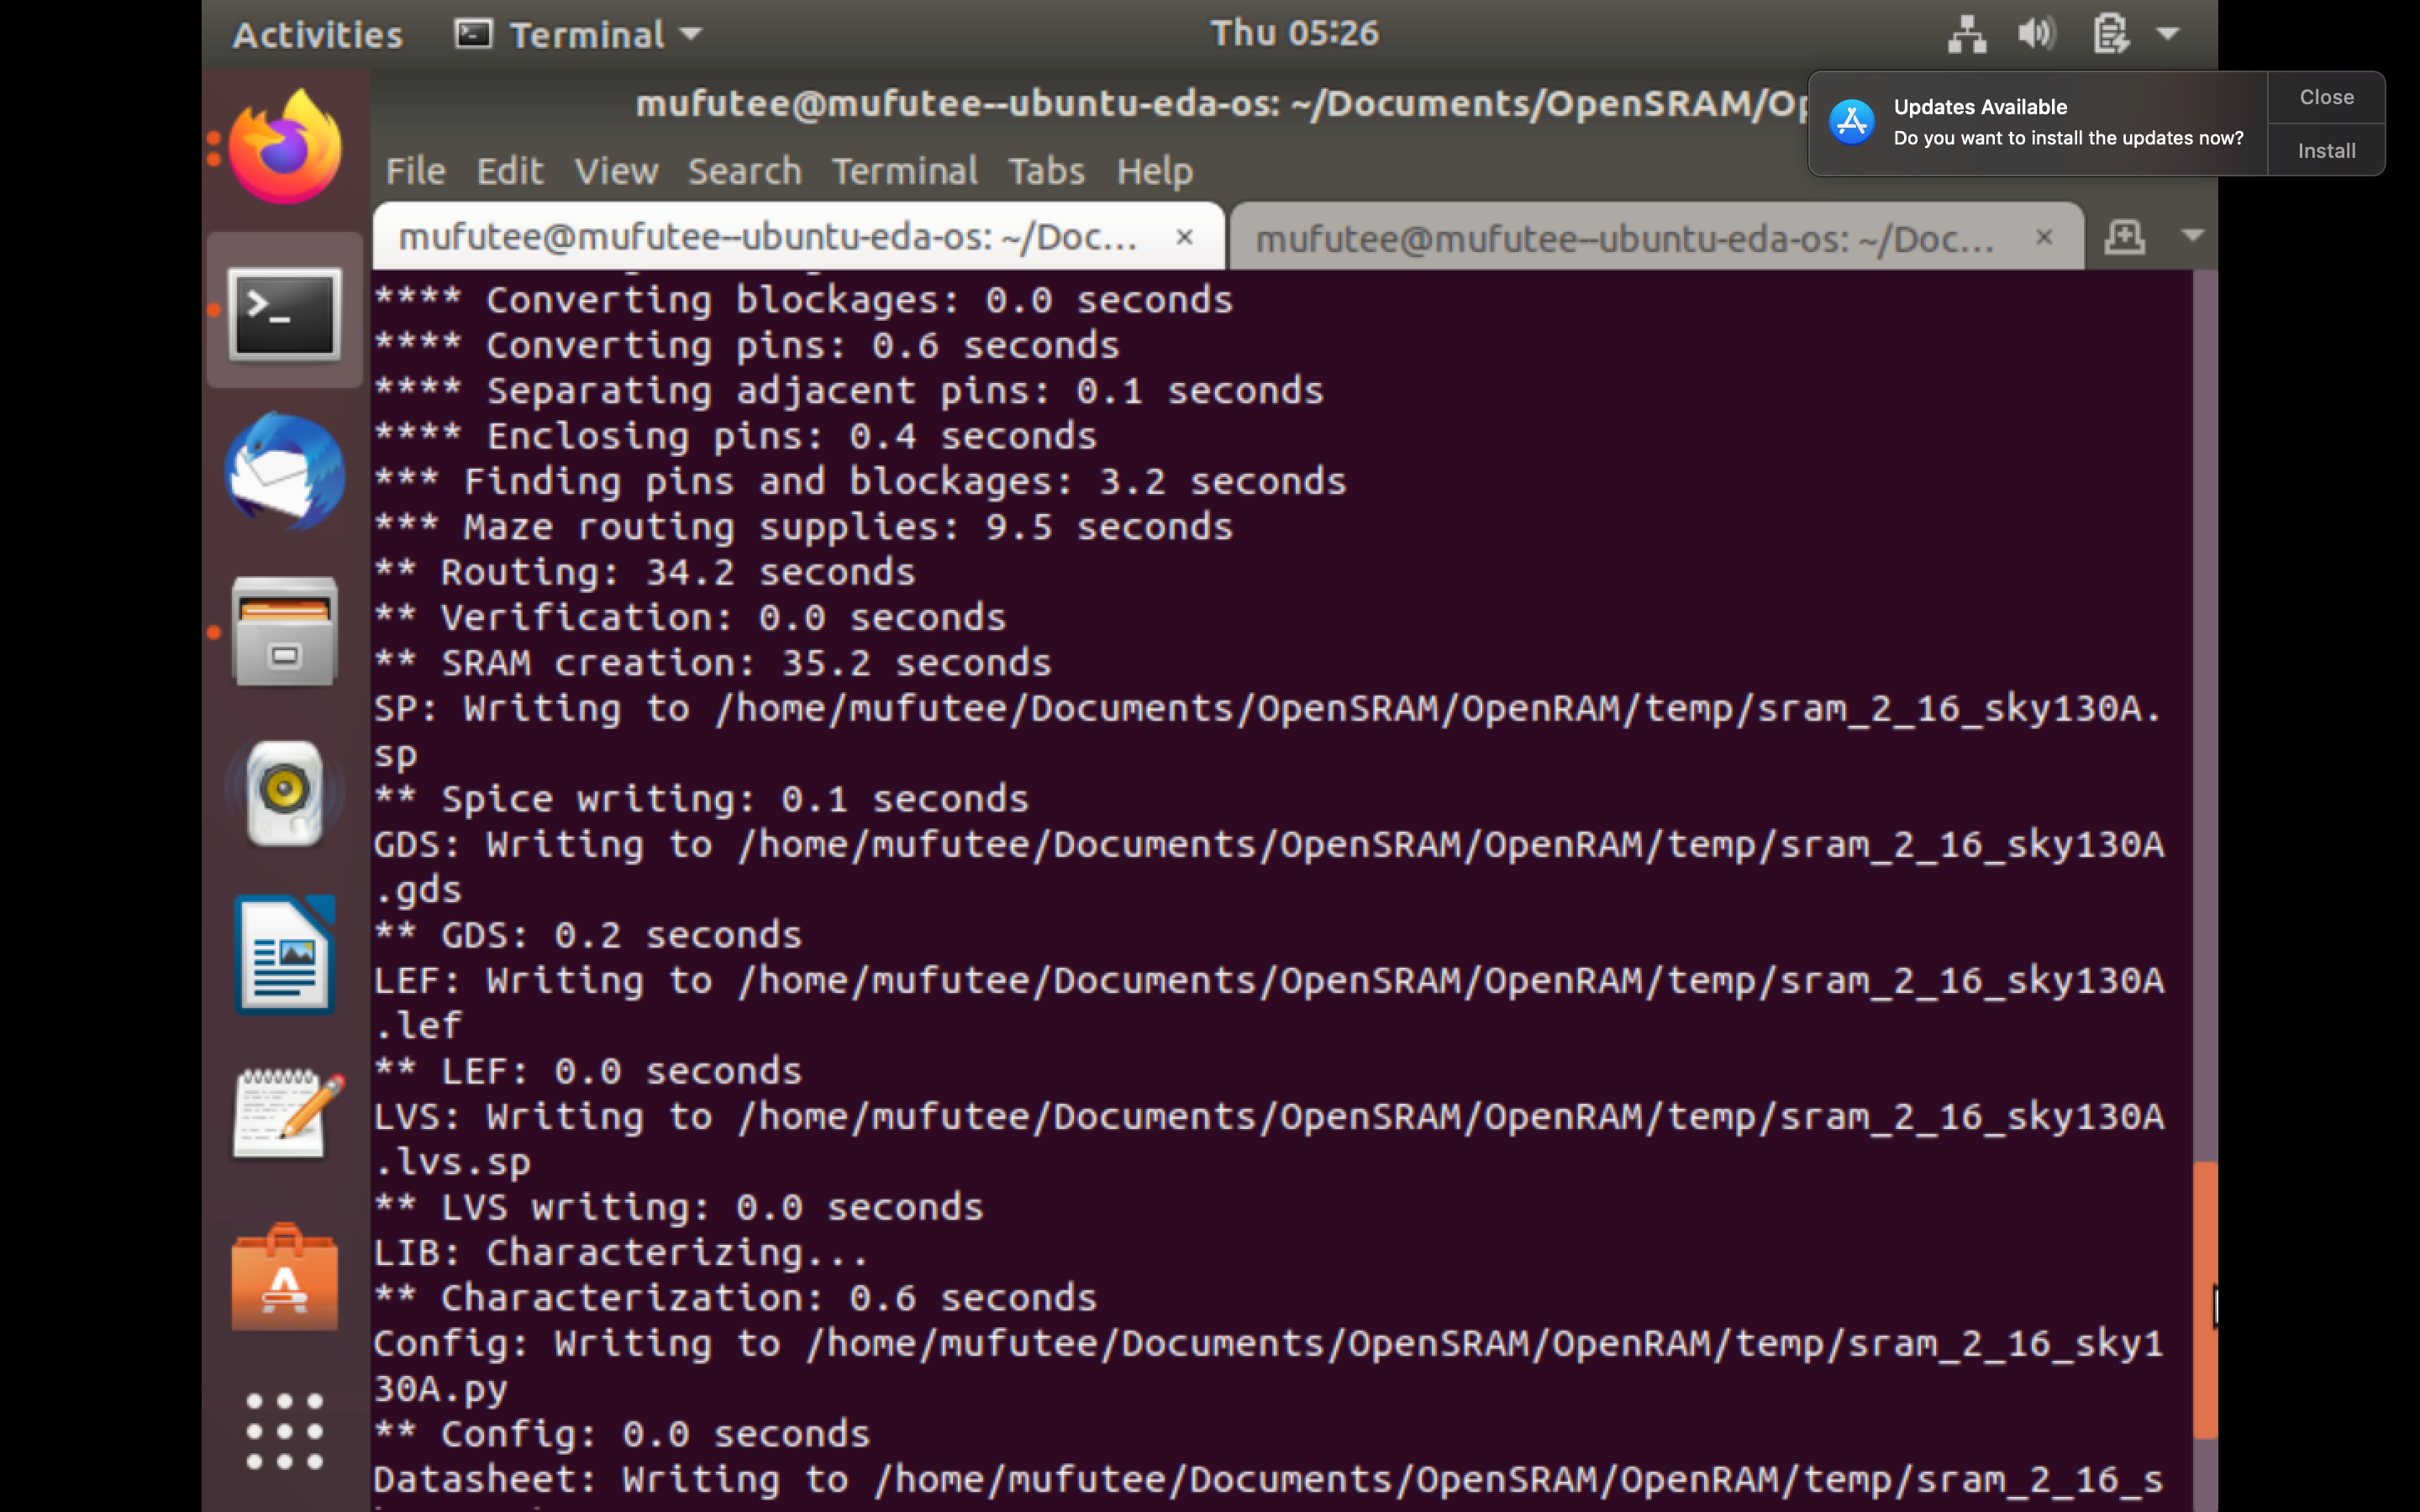 Activities
Terminal
Thu 05:26
mufutee@mufutee--ubuntu-eda-os: ~/Documents/OpenSRAM/Op
Updates Available
Do you want to install the updates now?
Close
Install
File Edit View Search Terminal Tabs Help
mufutee@mufutee--ubuntu-eda-os: ~/Doc... ×
mufutee@mufutee--ubuntu-eda-os: ~/Doc... ×
**** Converting blockages: 0.0 seconds
**** Converting pins: 0.6 seconds
**** Separating adjacent pins: 0.1 seconds
**** Enclosing pins: 0.4 seconds
*** Finding pins and blockages: 3.2 seconds
*** Maze routing supplies: 9.5 seconds
** Routing: 34.2 seconds
** Verification: 0.0 seconds
** SRAM creation: 35.2 seconds
SP: Writing to /home/mufutee/Documents/OpenSRAM/OpenRAM/temp/sram_2_16_sky130A.
sp
** Spice writing: 0.1 seconds
GDS: Writing to /home/mufutee/Documents/OpenSRAM/OpenRAM/temp/sram_2_16_sky130A
.gds
** GDS: 0.2 seconds
LEF: Writing to /home/mufutee/Documents/OpenSRAM/OpenRAM/temp/sram_2_16_sky130A
.lef
** LEF: 0.0 seconds
LVS: Writing to /home/mufutee/Documents/OpenSRAM/OpenRAM/temp/sram_2_16_sky130A
.lvs.sp
** LVS writing: 0.0 seconds
LIB: Characterizing...
** Characterization: 0.6 seconds
Config: Writing to /home/mufutee/Documents/OpenSRAM/OpenRAM/temp/sram_2_16_sky1
30A.py
** Config: 0.0 seconds
Datasheet: Writing to /home/mufutee/Documents/OpenSRAM/OpenRAM/temp/sram_2_16_s